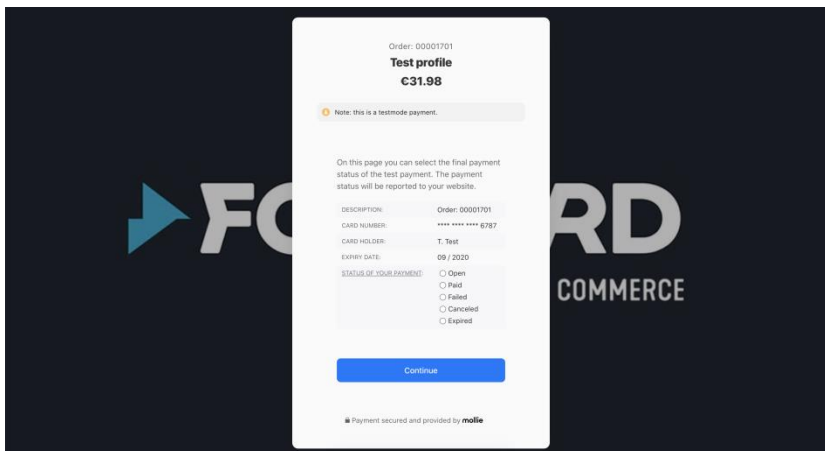 Order: 00001701
Test profile
€31.98
Note: this is a testmode payment.
On this page you can select the final payment
status of the test payment. The payment
status will be reported to your website.
DESCRIPTION: Order: 00001701
CARD NUMBER: **** **** **** 6787
CARD HOLDER: T. Test
EXPIRY DATE: 09 / 2020
STATUS OF YOUR PAYMENT: Open
Paid
Failed
Canceled
Expired
Continue
Payment secured and provided by mollie
COMMERCE